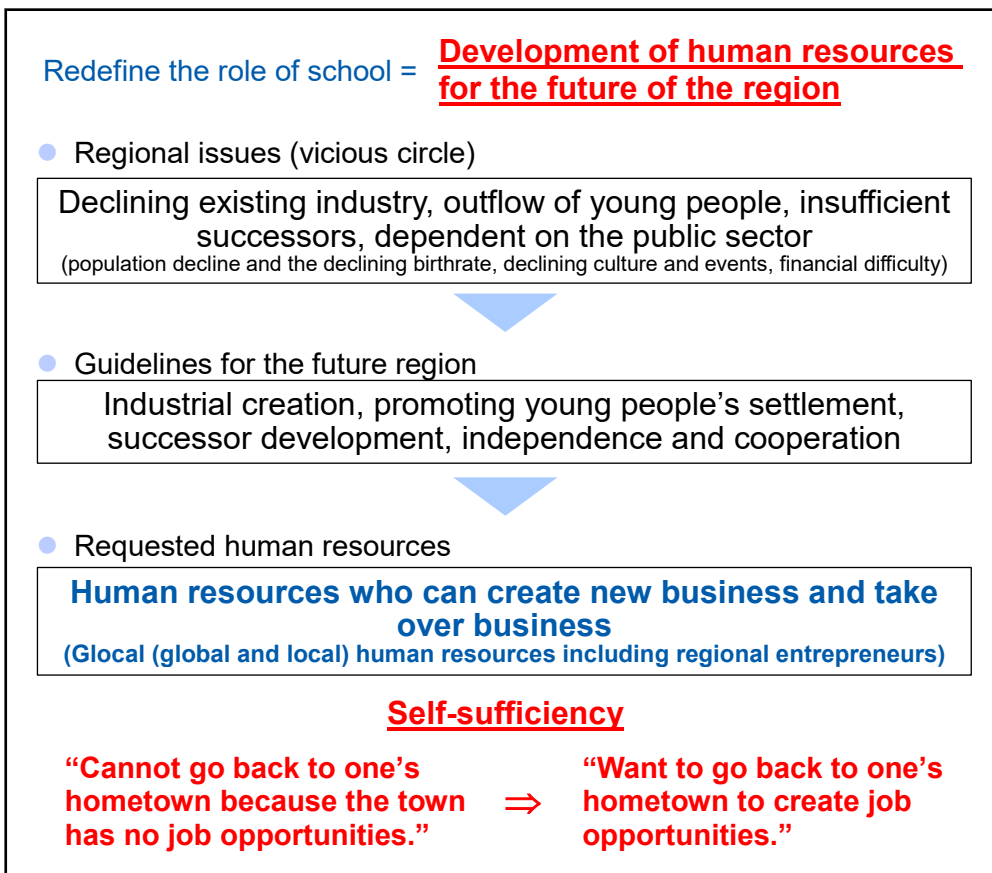 Redefine the role of school = Development of human resources
for the future of the region
● Regional issues (vicious circle)
Declining existing industry, outflow of young people, insufficient
successors, dependent on the public sector
(population decline and the declining birthrate, declining culture and events, financial difficulty)
● Guidelines for the future region
Industrial creation, promoting young people’s settlement,
successor development, independence and cooperation
● Requested human resources
Human resources who can create new business and take
over business
(Glocal (global and local) human resources including regional entrepreneurs)
Self-sufficiency
“Cannot go back to one’s
hometown because the town
has no job opportunities.”
⇒
“Want to go back to one’s
hometown to create job
opportunities.”